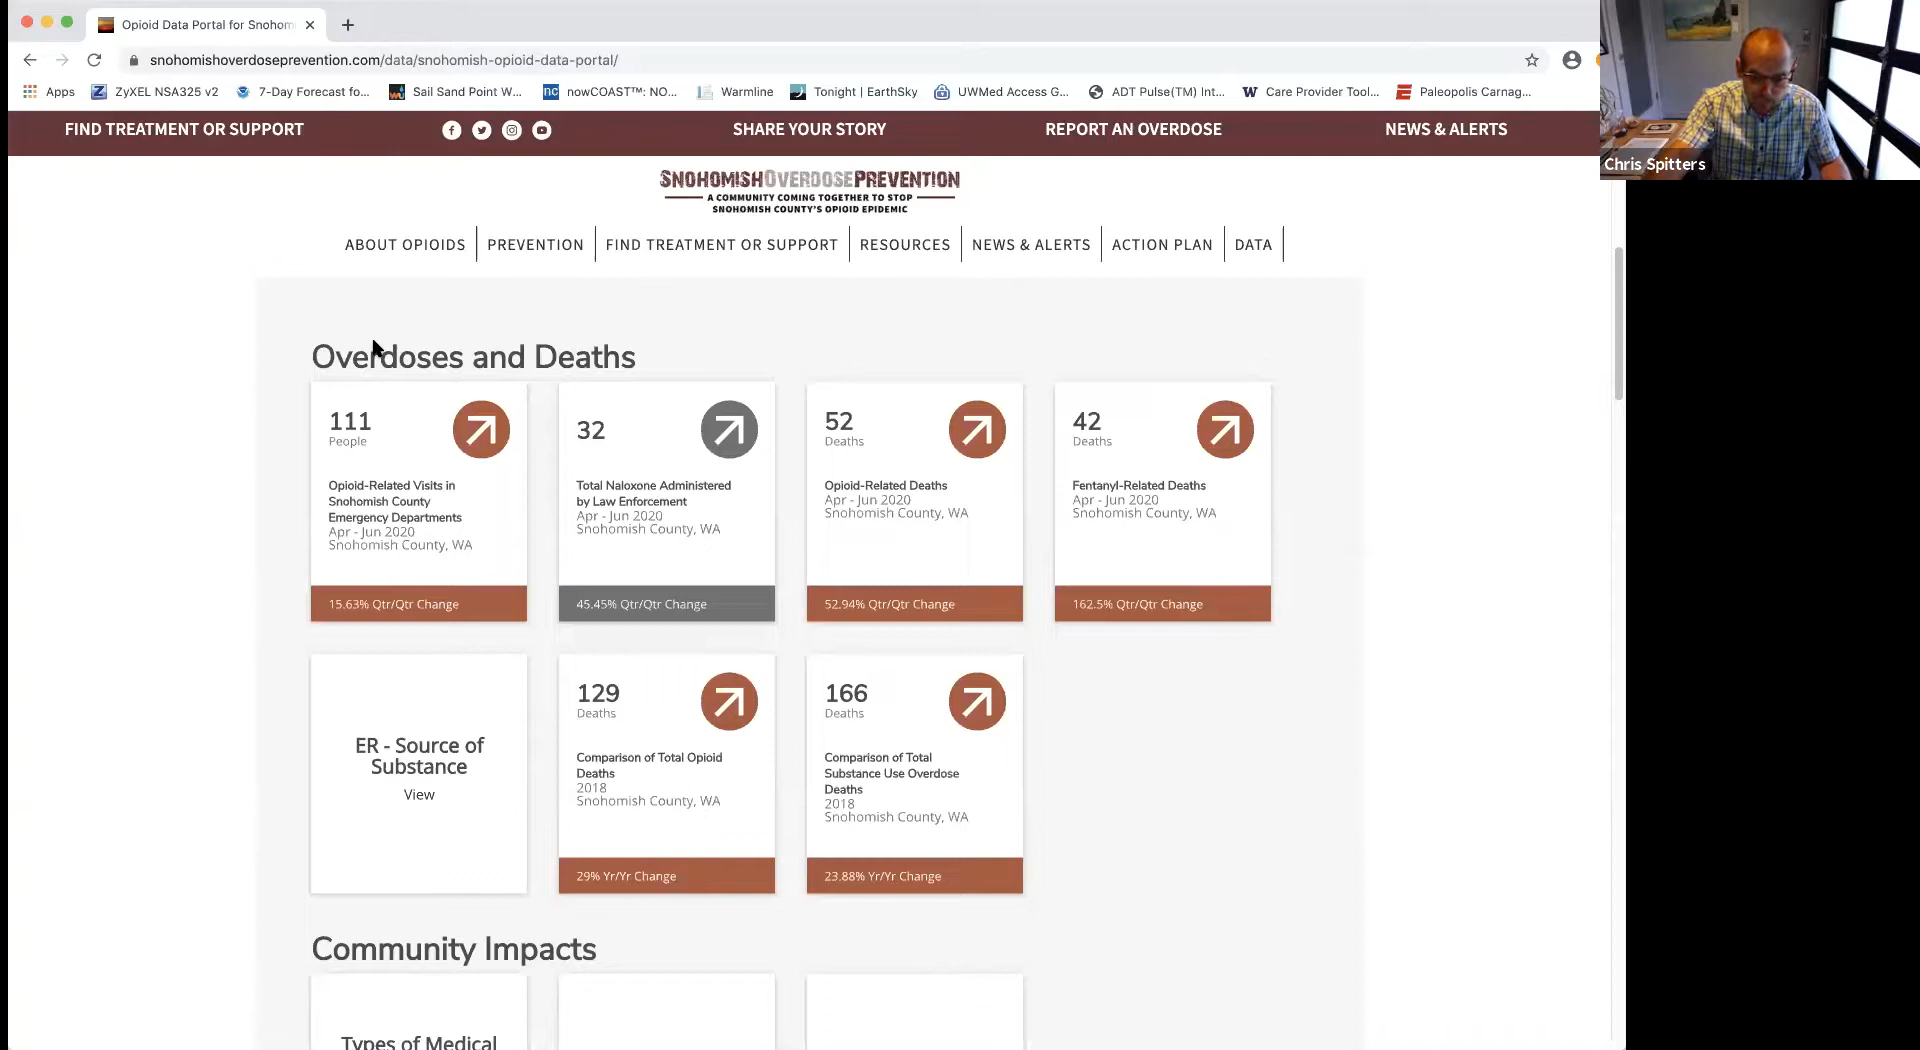 Opioid Data Portal for Snohom
snohomishoverdoseprevention.com/data/snohomish-opioid-data-portal/
Apps ZyXEL NSA325 v2 7-Day Forecast fo... Sail Sand Point W... nowCOAST™: NO... Warmline Tonight | EarthSky UWMed Access G... ADT Pulse(TM) Int... Care Provider Tool... Paleopolis Carnag...
FIND TREATMENT OR SUPPORT SHARE YOUR STORY REPORT AN OVERDOSE NEWS & ALERTS
Chris Spitters
SNOHOMISHOVERDOSEPREVENTION
A COMMUNITY COMING TOGETHER TO STOP
SNOHOMISH COUNTY'S OPIOID EPIDEMIC
ABOUT OPIOIDS PREVENTION FIND TREATMENT OR SUPPORT RESOURCES NEWS & ALERTS ACTION PLAN DATA
Overdoses and Deaths
111
People
Opioid-Related Visits in
Snohomish County
Emergency Departments
Apr - Jun 2020
Snohomish County, WA
15.63% Qtr/Qtr Change
32
Total Naloxone Administered
by Law Enforcement
Apr - Jun 2020
Snohomish County, WA
45.45% Qtr/Qtr Change
52
Deaths
Opioid-Related Deaths
Apr - Jun 2020
Snohomish County, WA
52.94% Qtr/Qtr Change
42
Deaths
Fentanyl-Related Deaths
Apr - Jun 2020
Snohomish County, WA
162.5% Qtr/Qtr Change
ER - Source of
Substance
View
129
Deaths
Comparison of Total Opioid
Deaths
2018
Snohomish County, WA
29% Yr/Yr Change
166
Deaths
Comparison of Total
Substance Use Overdose
Deaths
2018
Snohomish County, WA
23.88% Yr/Yr Change
Community Impacts
Types of Medical